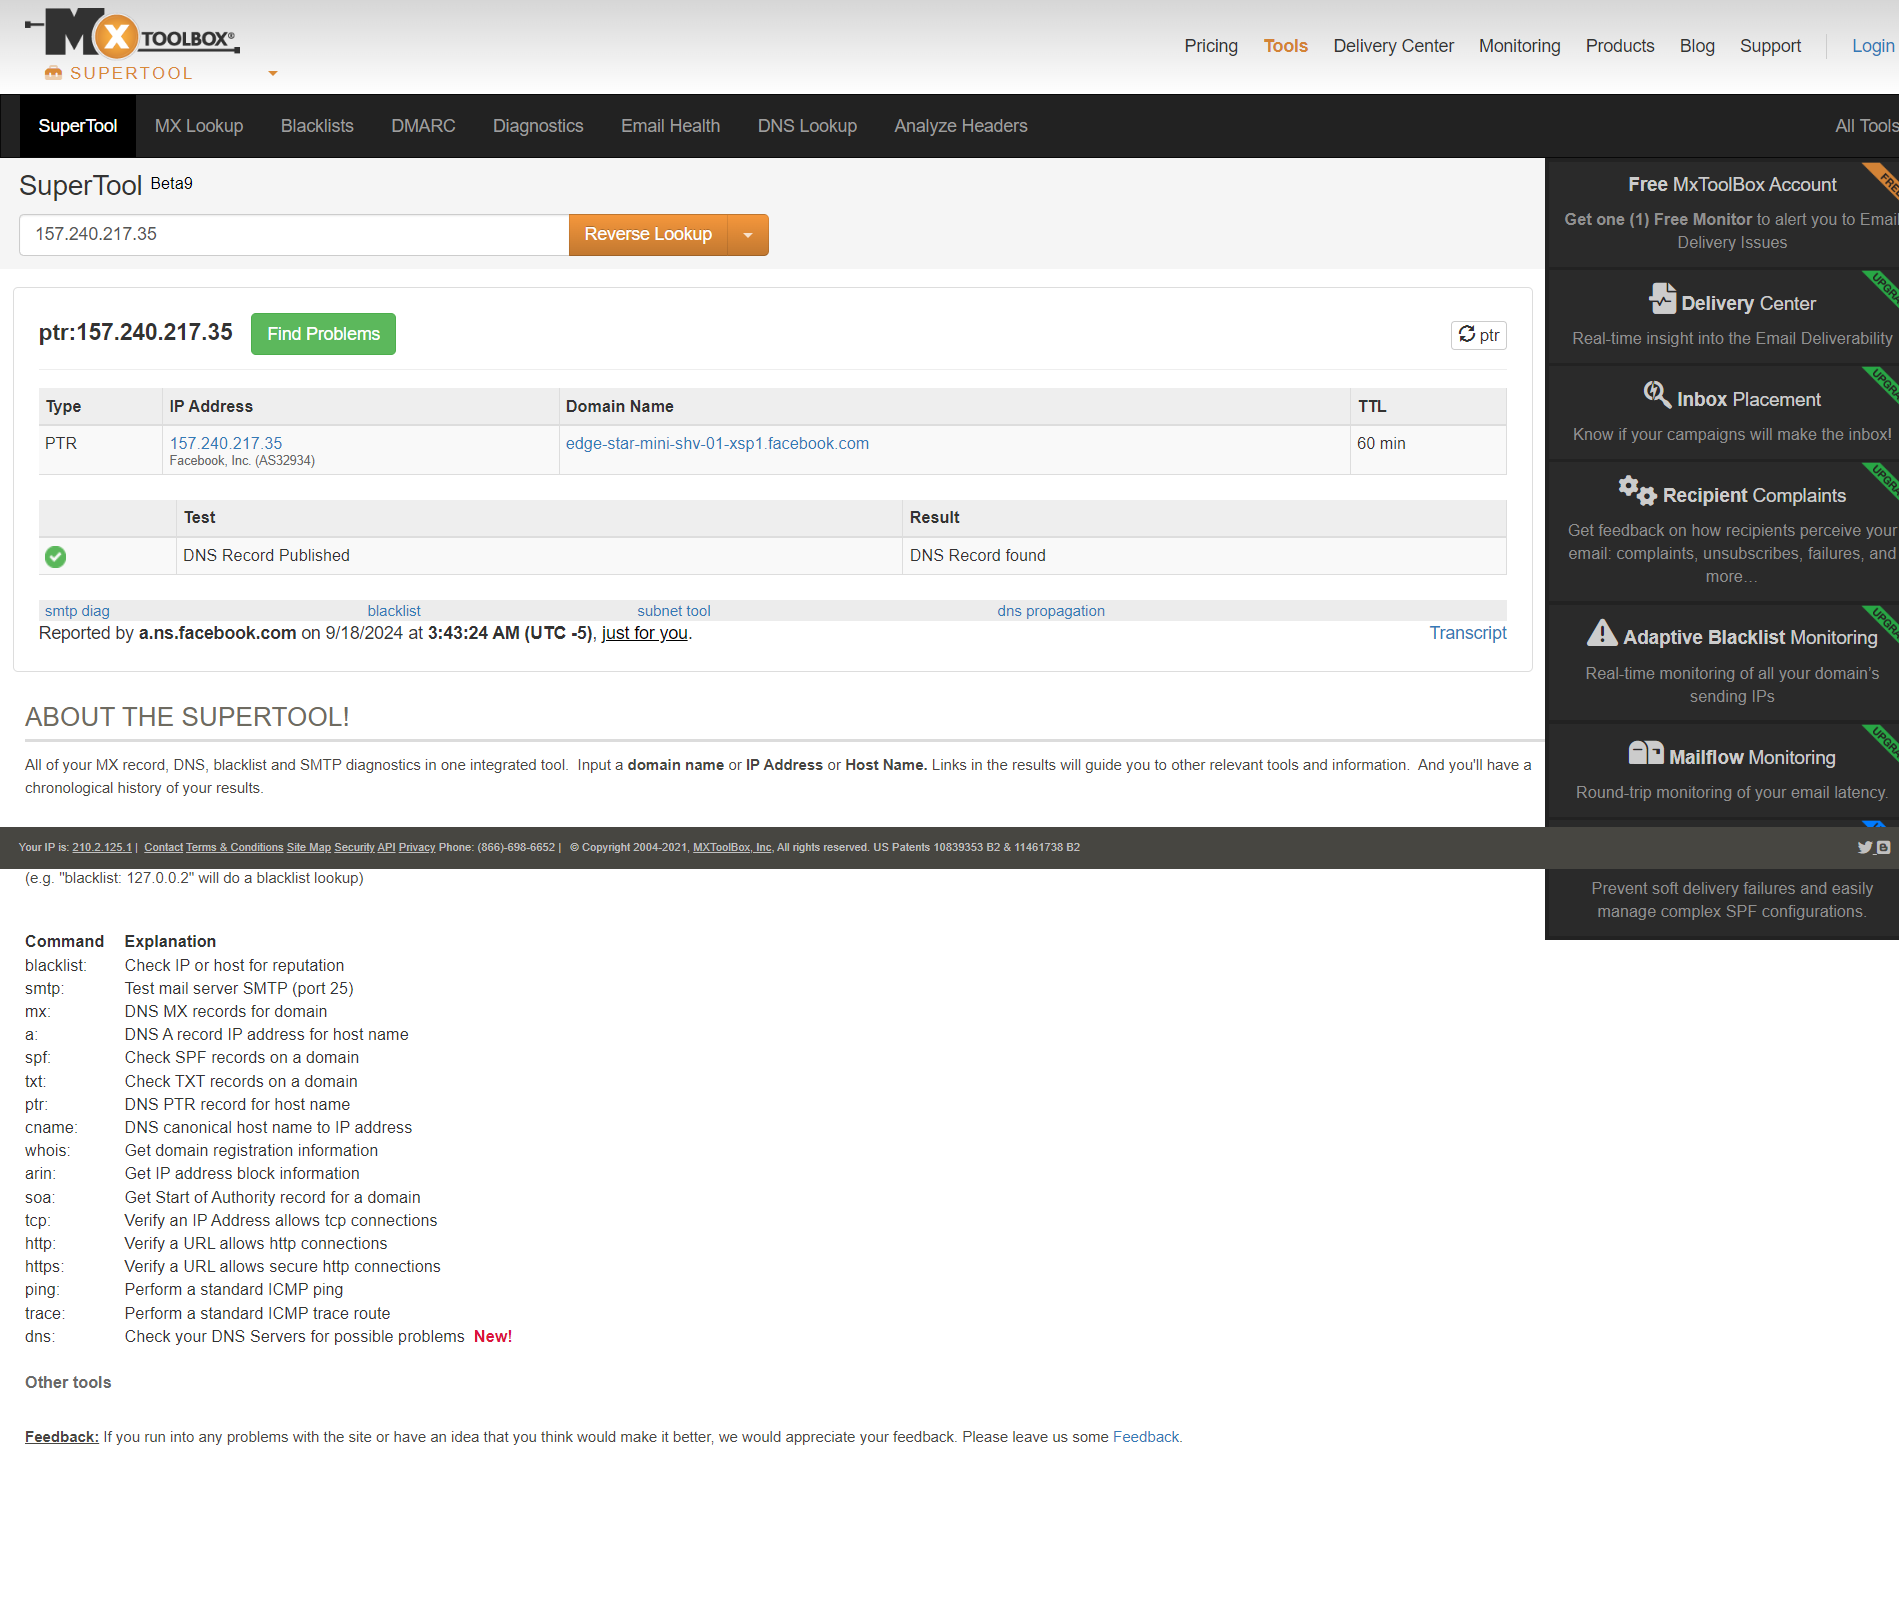 MX TOOLBOX®
SUPERTOOL
Pricing Tools Delivery Center Monitoring Products Blog Support Login
SuperTool MX Lookup Blacklists DMARC Diagnostics Email Health DNS Lookup Analyze Headers All Tools
SuperTool Beta9
157.240.217.35 Reverse Lookup
ptr:157.240.217.35 Find Problems ptr
Type IP Address Domain Name TTL
PTR 157.240.217.35 edge-star-mini-shv-01-xsp1.facebook.com 60 min
Facebook, Inc. (AS32934)
Test Result
DNS Record Published DNS Record found
smtp diag blacklist subnet tool dns propagation
Reported by a.ns.facebook.com on 9/18/2024 at 3:43:24 AM (UTC -5), just for you. Transcript
ABOUT THE SUPERTOOL!
All of your MX record, DNS, blacklist and SMTP diagnostics in one integrated tool. Input a domain name or IP Address or Host Name. Links in the results will guide you to other relevant tools and information. And you'll have a
chronological history of your results.
Free MxToolBox Account
FREE
Get one (1) Free Monitor to alert you to Email
Delivery Issues
Delivery Center
UPGRA
Real-time insight into the Email Deliverability
Inbox Placement
UPGRA
Know if your campaigns will make the inbox!
Recipient Complaints
UPGRA
Get feedback on how recipients perceive your
email: complaints, unsubscribes, failures, and
more…
Adaptive Blacklist Monitoring
UPGRA
Real-time monitoring of all your domain's
sending IPs
Mailflow Monitoring
UPGRA
Round-trip monitoring of your email latency.
Your IP is: 210.2.125.1 | Contact Terms & Conditions Site Map Security API Privacy Phone: (866)-698-6652 | © Copyright 2004-2021, MXToolBox, Inc, All rights reserved. US Patents 10839353 B2 & 11461738 B2
Prevent soft delivery failures and easily
manage complex SPF configurations.
(e.g. "blacklist: 127.0.0.2" will do a blacklist lookup)
Command Explanation
blacklist: Check IP or host for reputation
smtp: Test mail server SMTP (port 25)
mx: DNS MX records for domain
a: DNS A record IP address for host name
spf: Check SPF records on a domain
txt: Check TXT records on a domain
ptr: DNS PTR record for host name
cname: DNS canonical host name to IP address
whois: Get domain registration information
arin: Get IP address block information
soa: Get Start of Authority record for a domain
tcp: Verify an IP Address allows tcp connections
http: Verify a URL allows http connections
https: Verify a URL allows secure http connections
ping: Perform a standard ICMP ping
trace: Perform a standard ICMP trace route
dns: Check your DNS Servers for possible problems New!
Other tools
Feedback: If you run into any problems with the site or have an idea that you think would make it better, we would appreciate your feedback. Please leave us some Feedback.